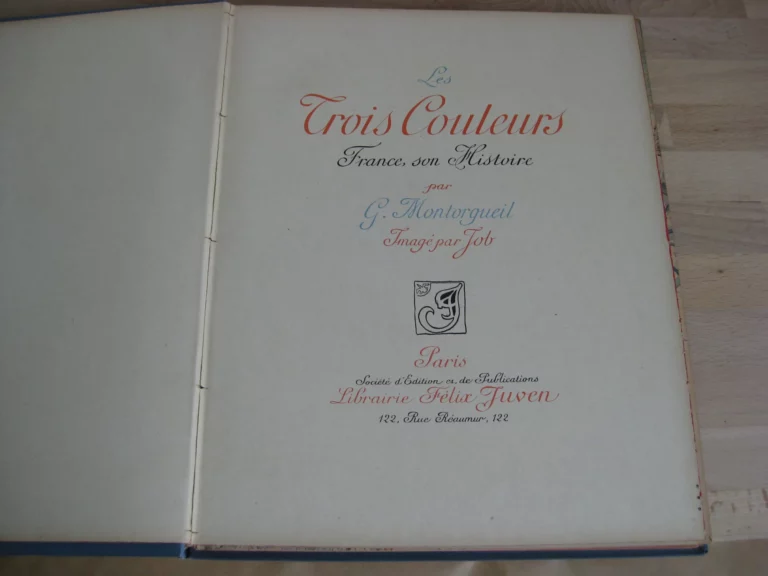 Les
Trois Couleurs
France, son Histoire
par
G. Montorgueil
Imagé par Job
J
Paris
Société d'Edition et de Publications
Librairie Félix Juven
122, Rue Réaumur, 122